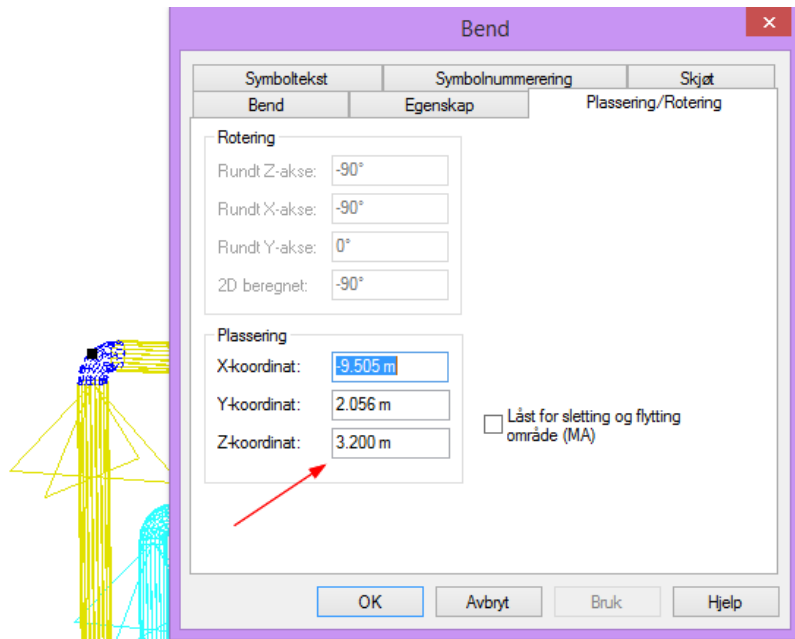 Bend
Symboltekst Symbolnummerering Skjøt
Bend Egenskap Plassering/Rotering
Rotering
Rundt Z-akse: -90°
Rundt X-akse: -90°
Rundt Y-akse: 0°
2D beregnet: -90°
Plassering
X-koordinat: -9.505 m
Y-koordinat: 2.056 m
Z-koordinat: 3.200 m
Låst for sletting og flytting
område (MA)
OK Avbryt Bruk Hjelp